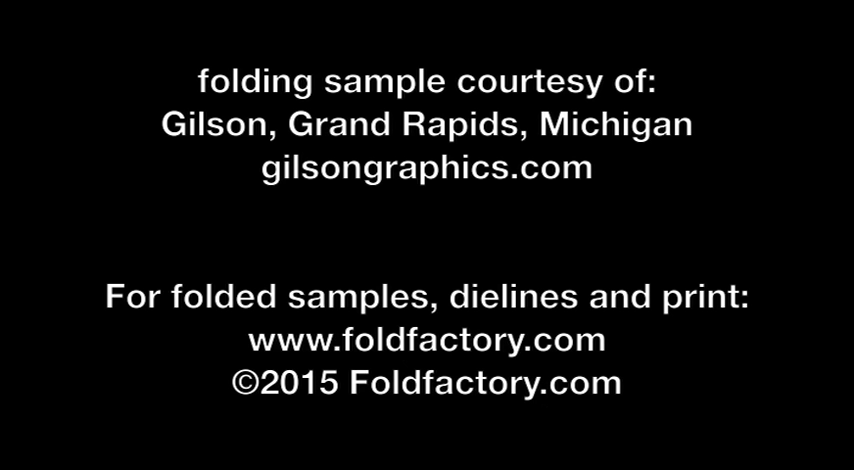 folding sample courtesy of:
Gilson, Grand Rapids, Michigan
gilsongraphics.com
For folded samples, dielines and print:
www.foldfactory.com
©2015 Foldfactory.com